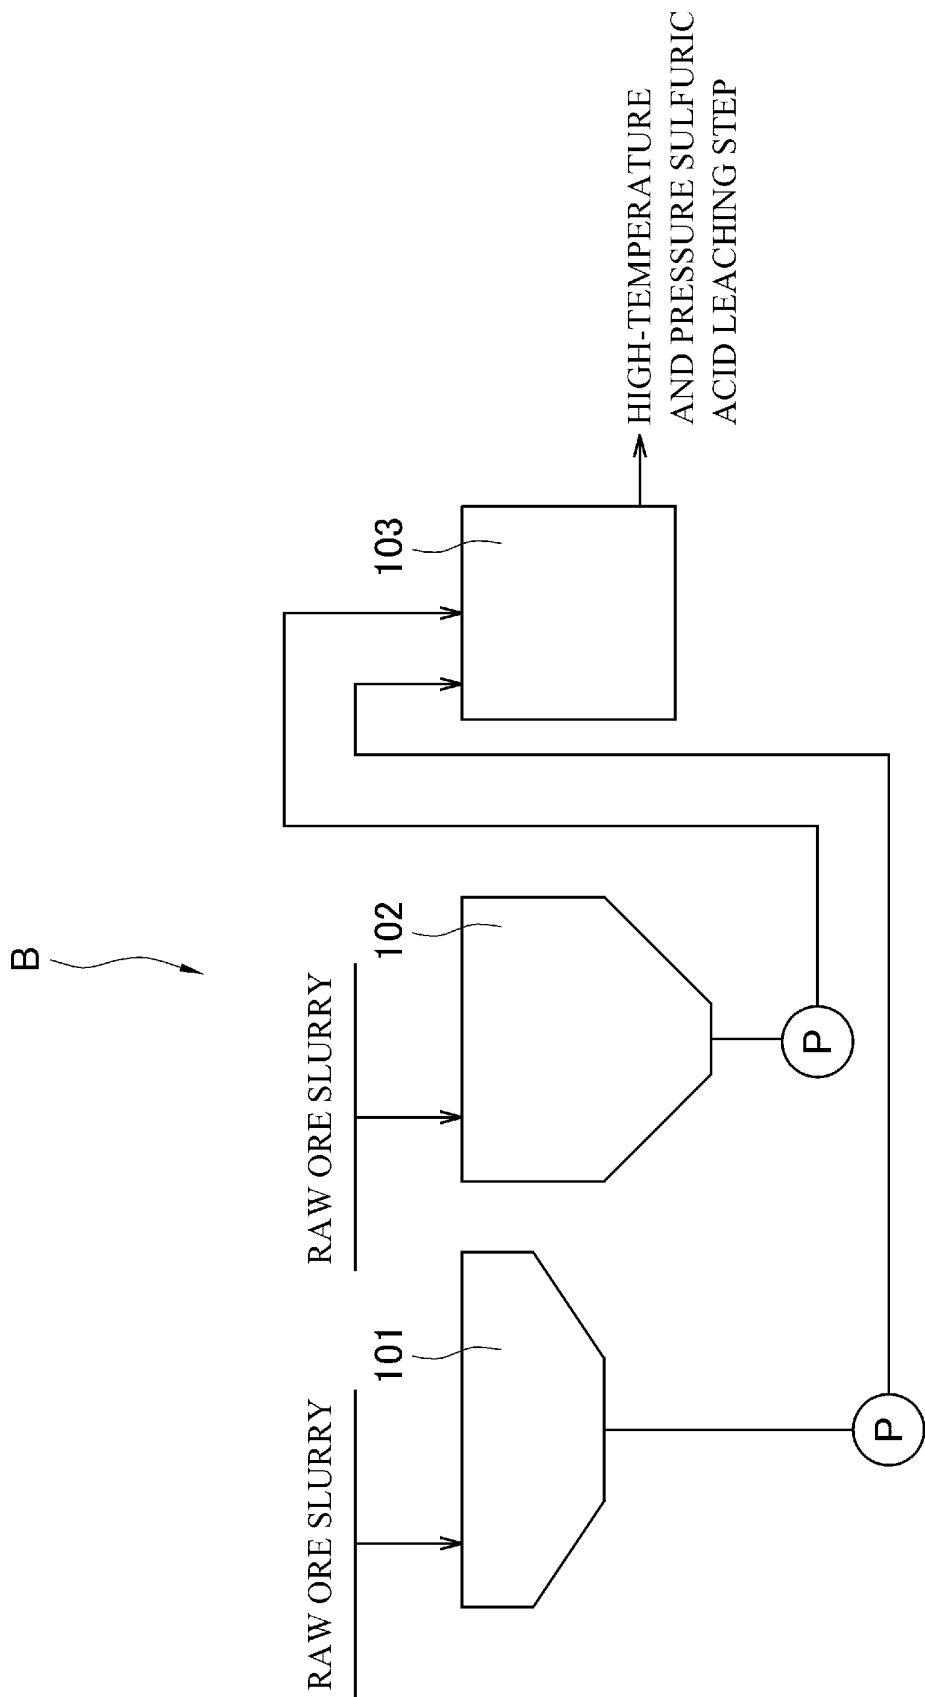 B
RAW ORE SLURRY
RAW ORE SLURRY
101
102
103
P
P
HIGH-TEMPERATURE
AND PRESSURE SULFURIC
ACID LEACHING STEP